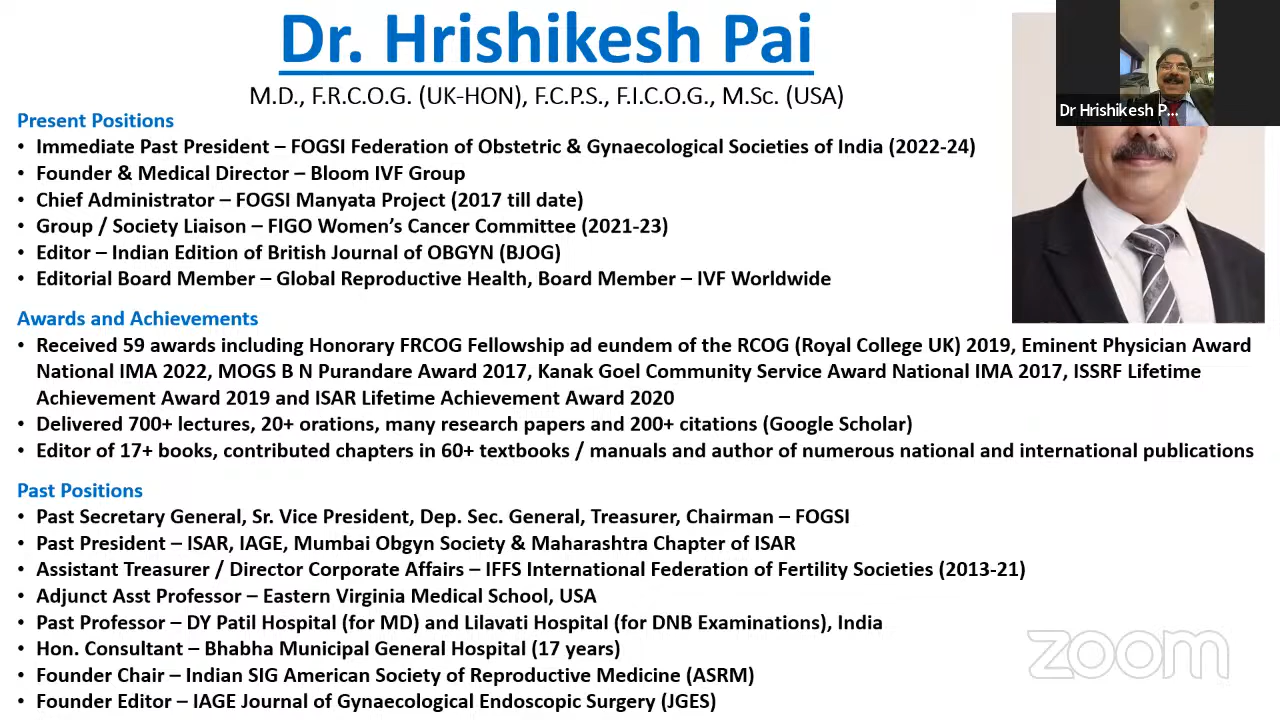 Dr. Hrishikesh Pai
M.D., F.R.C.O.G. (UK-HON), F.C.P.S., F.I.C.O.G., M.Sc. (USA)
Dr Hrishikesh P...
Present Positions
• Immediate Past President – FOGSI Federation of Obstetric & Gynaecological Societies of India (2022-24)
• Founder & Medical Director – Bloom IVF Group
• Chief Administrator – FOGSI Manyata Project (2017 till date)
• Group / Society Liaison – FIGO Women's Cancer Committee (2021-23)
• Editor – Indian Edition of British Journal of OBGYN (BJOG)
• Editorial Board Member – Global Reproductive Health, Board Member – IVF Worldwide
Awards and Achievements
• Received 59 awards including Honorary FRCOG Fellowship ad eundem of the RCOG (Royal College UK) 2019, Eminent Physician Award
National IMA 2022, MOGS B N Purandare Award 2017, Kanak Goel Community Service Award National IMA 2017, ISSRF Lifetime
Achievement Award 2019 and ISAR Lifetime Achievement Award 2020
• Delivered 700+ lectures, 20+ orations, many research papers and 200+ citations (Google Scholar)
• Editor of 17+ books, contributed chapters in 60+ textbooks / manuals and author of numerous national and international publications
Past Positions
• Past Secretary General, Sr. Vice President, Dep. Sec. General, Treasurer, Chairman – FOGSI
• Past President – ISAR, IAGE, Mumbai Obgyn Society & Maharashtra Chapter of ISAR
• Assistant Treasurer / Director Corporate Affairs – IFFS International Federation of Fertility Societies (2013-21)
• Adjunct Asst Professor – Eastern Virginia Medical School, USA
• Past Professor – DY Patil Hospital (for MD) and Lilavati Hospital (for DNB Examinations), India
• Hon. Consultant – Bhabha Municipal General Hospital (17 years)
• Founder Chair – Indian SIG American Society of Reproductive Medicine (ASRM)
• Founder Editor – IAGE Journal of Gynaecological Endoscopic Surgery (JGES)
zoom